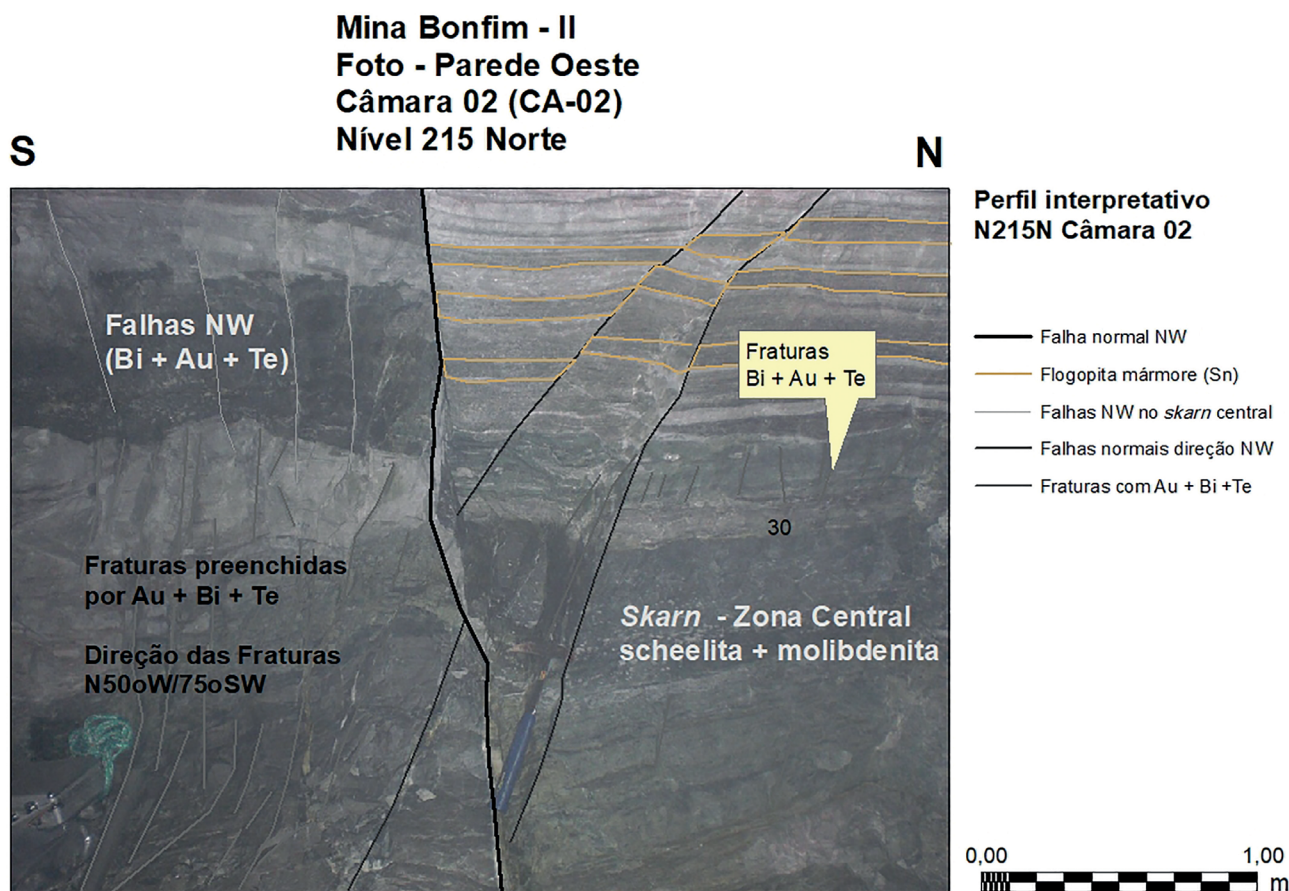 Mina Bonfim - II
Foto - Parede Oeste
Câmara 02 (CA-02)
Nível 215 Norte
S
N
Perfil interpretativo
N215N Câmara 02
Falha normal NW
Flogopita mármore (Sn)
Falhas NW no skarn central
Falhas normais direção NW
Fraturas com Au + Bi +Te
Falhas NW
(Bi + Au + Te)
Fraturas
Bi + Au + Te
30
Fraturas preenchidas
por Au + Bi + Te
Direção das Fraturas
N50oW/75oSW
Skarn - Zona Central
scheelita + molibdenita
0,00 1,00
m